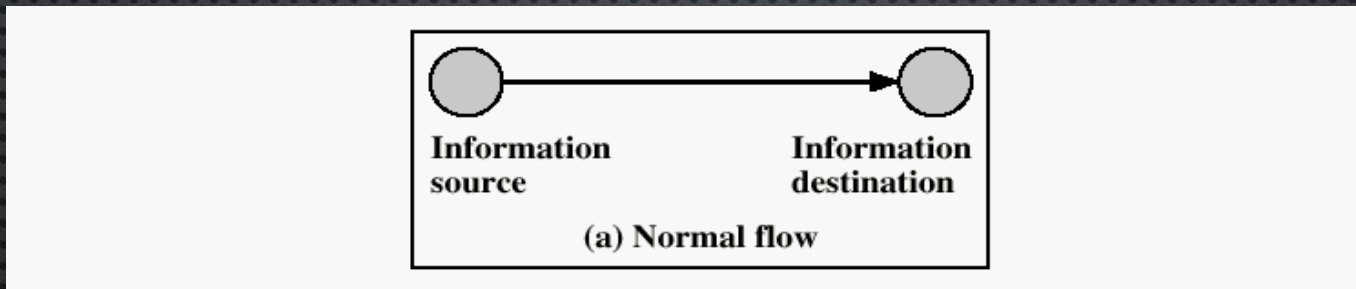 Information
source
Information
destination
(a) Normal flow